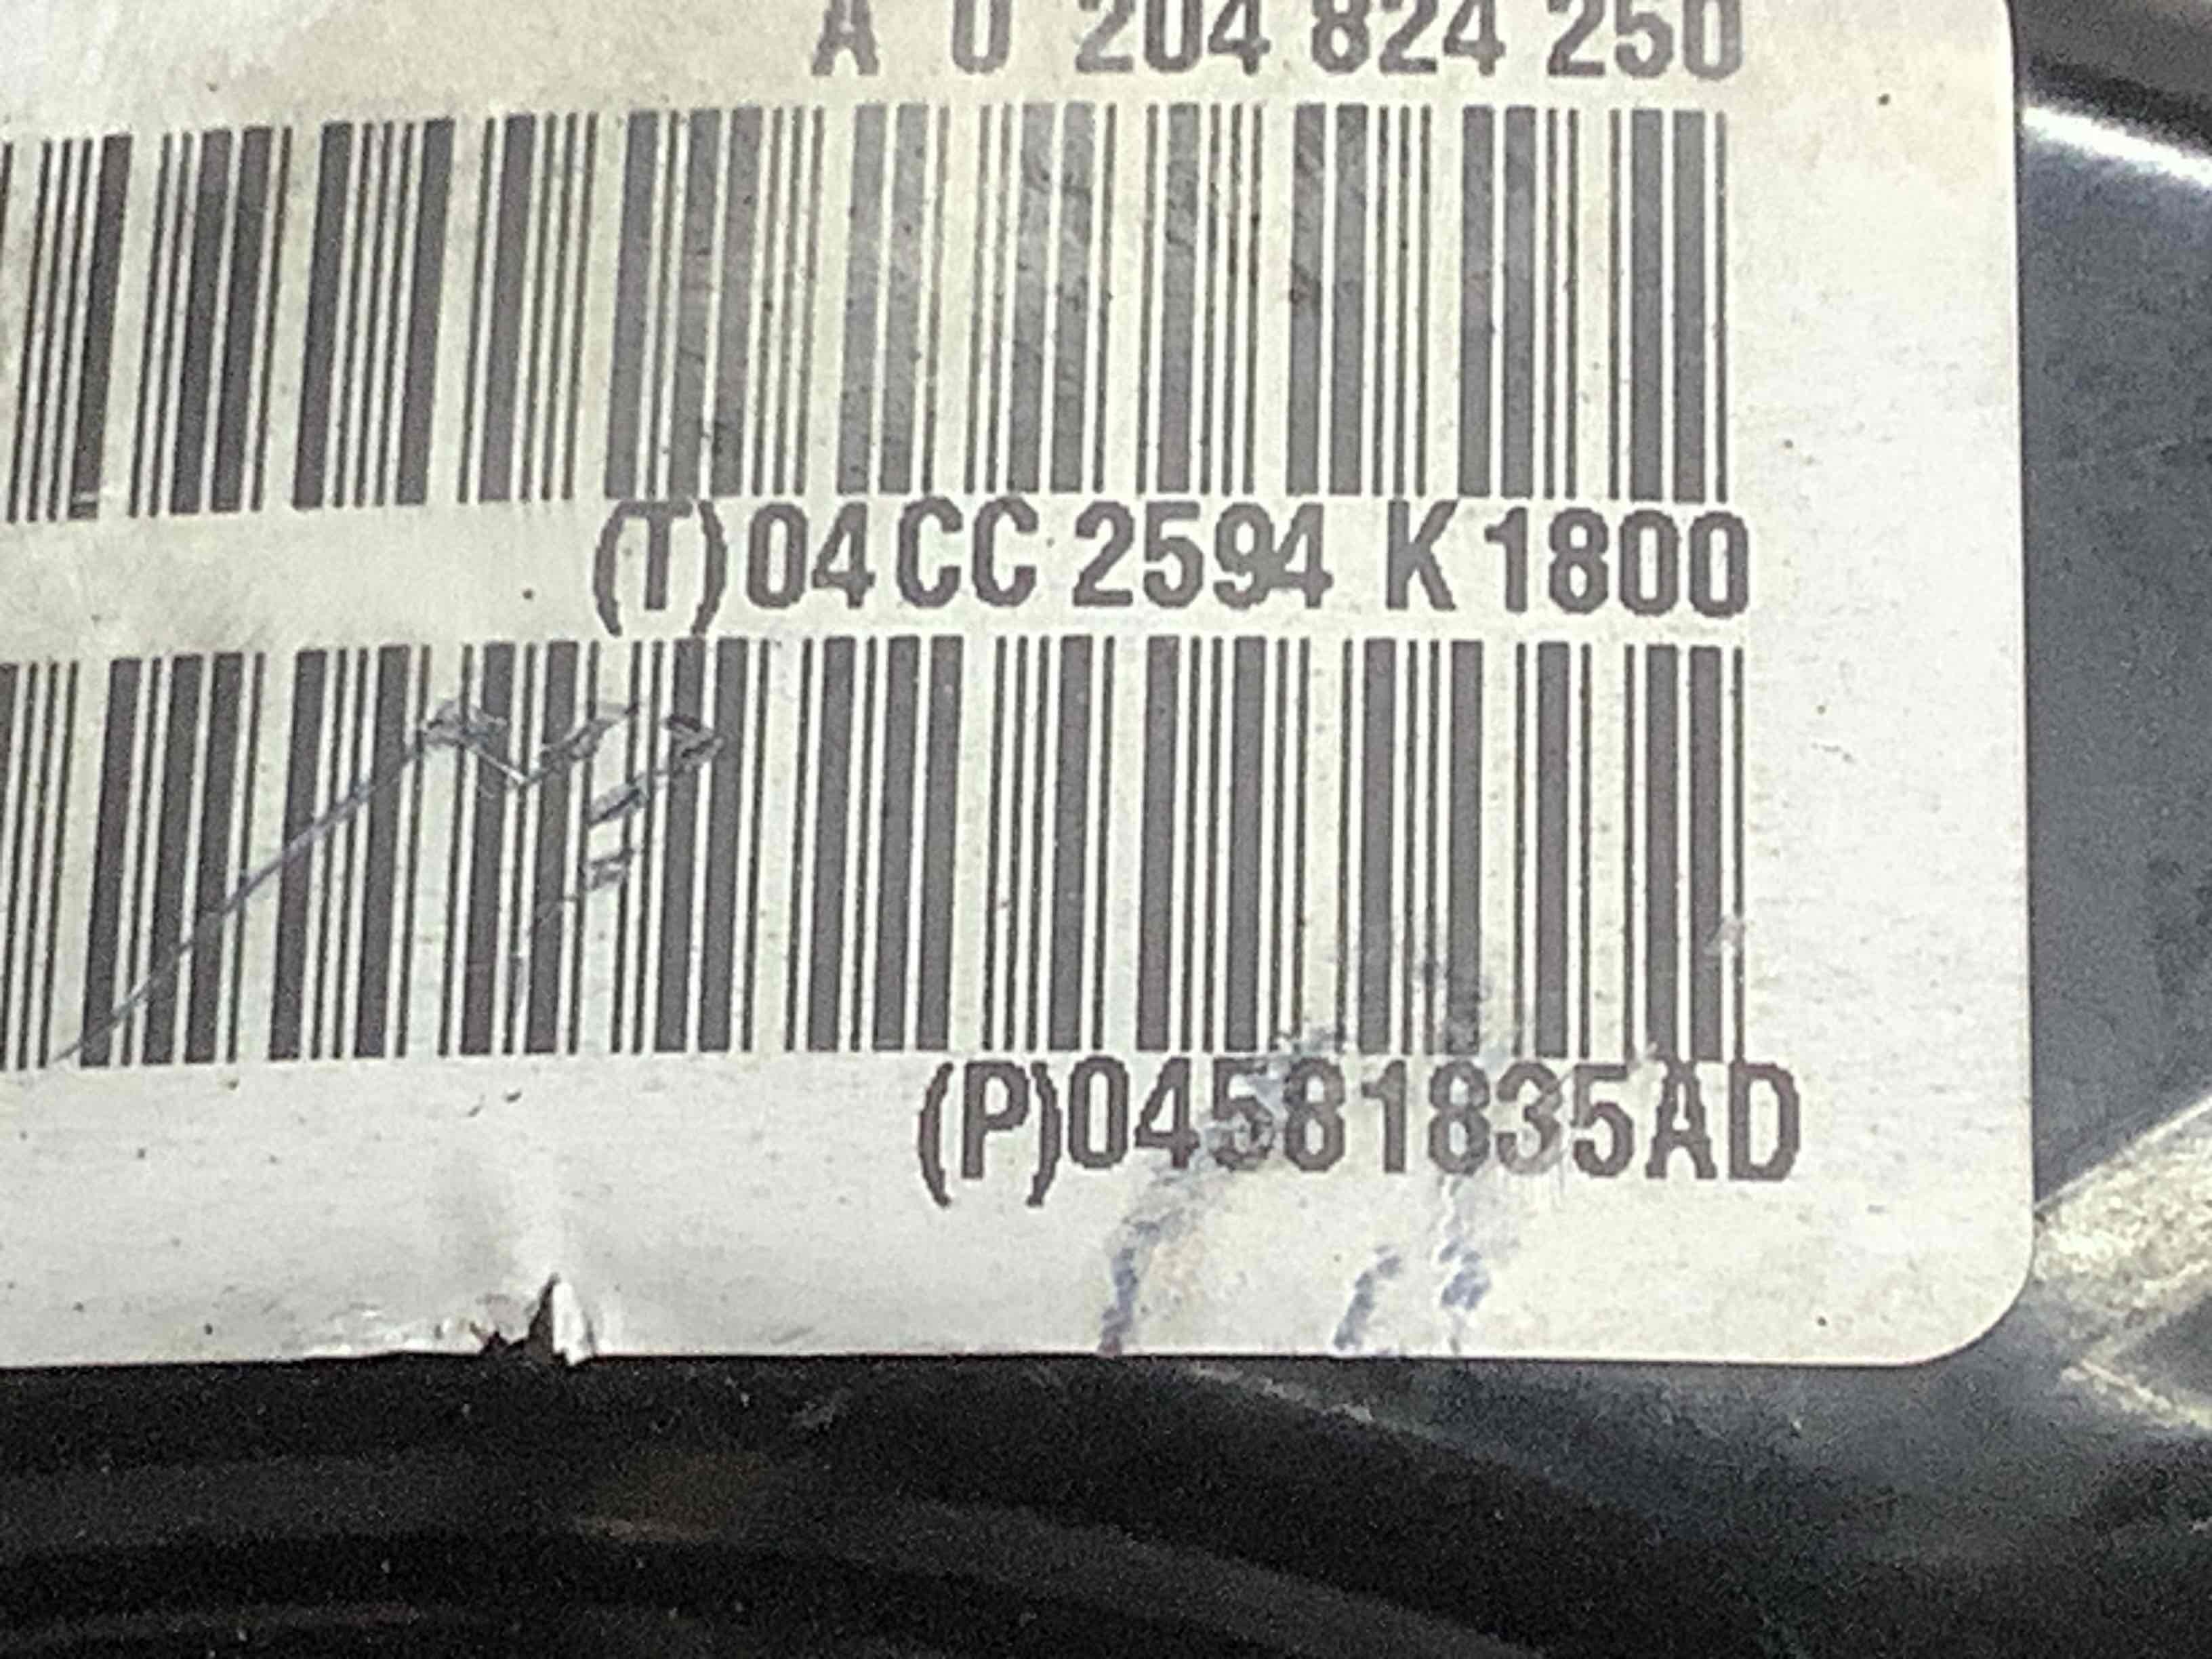 A 0 204 824 250
(T)04CC 2594 K1800
(P)04581835AD